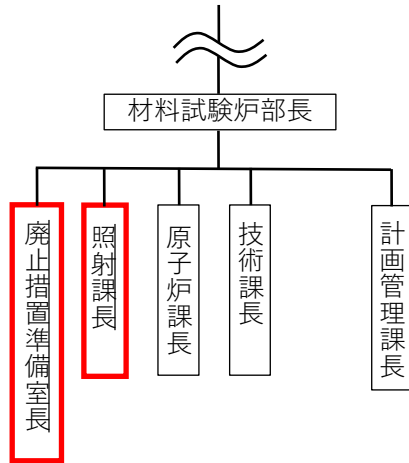 材料試験炉部長
廃止措置準備室長
照射課長
原子炉課長
技術課長
計画管理課長